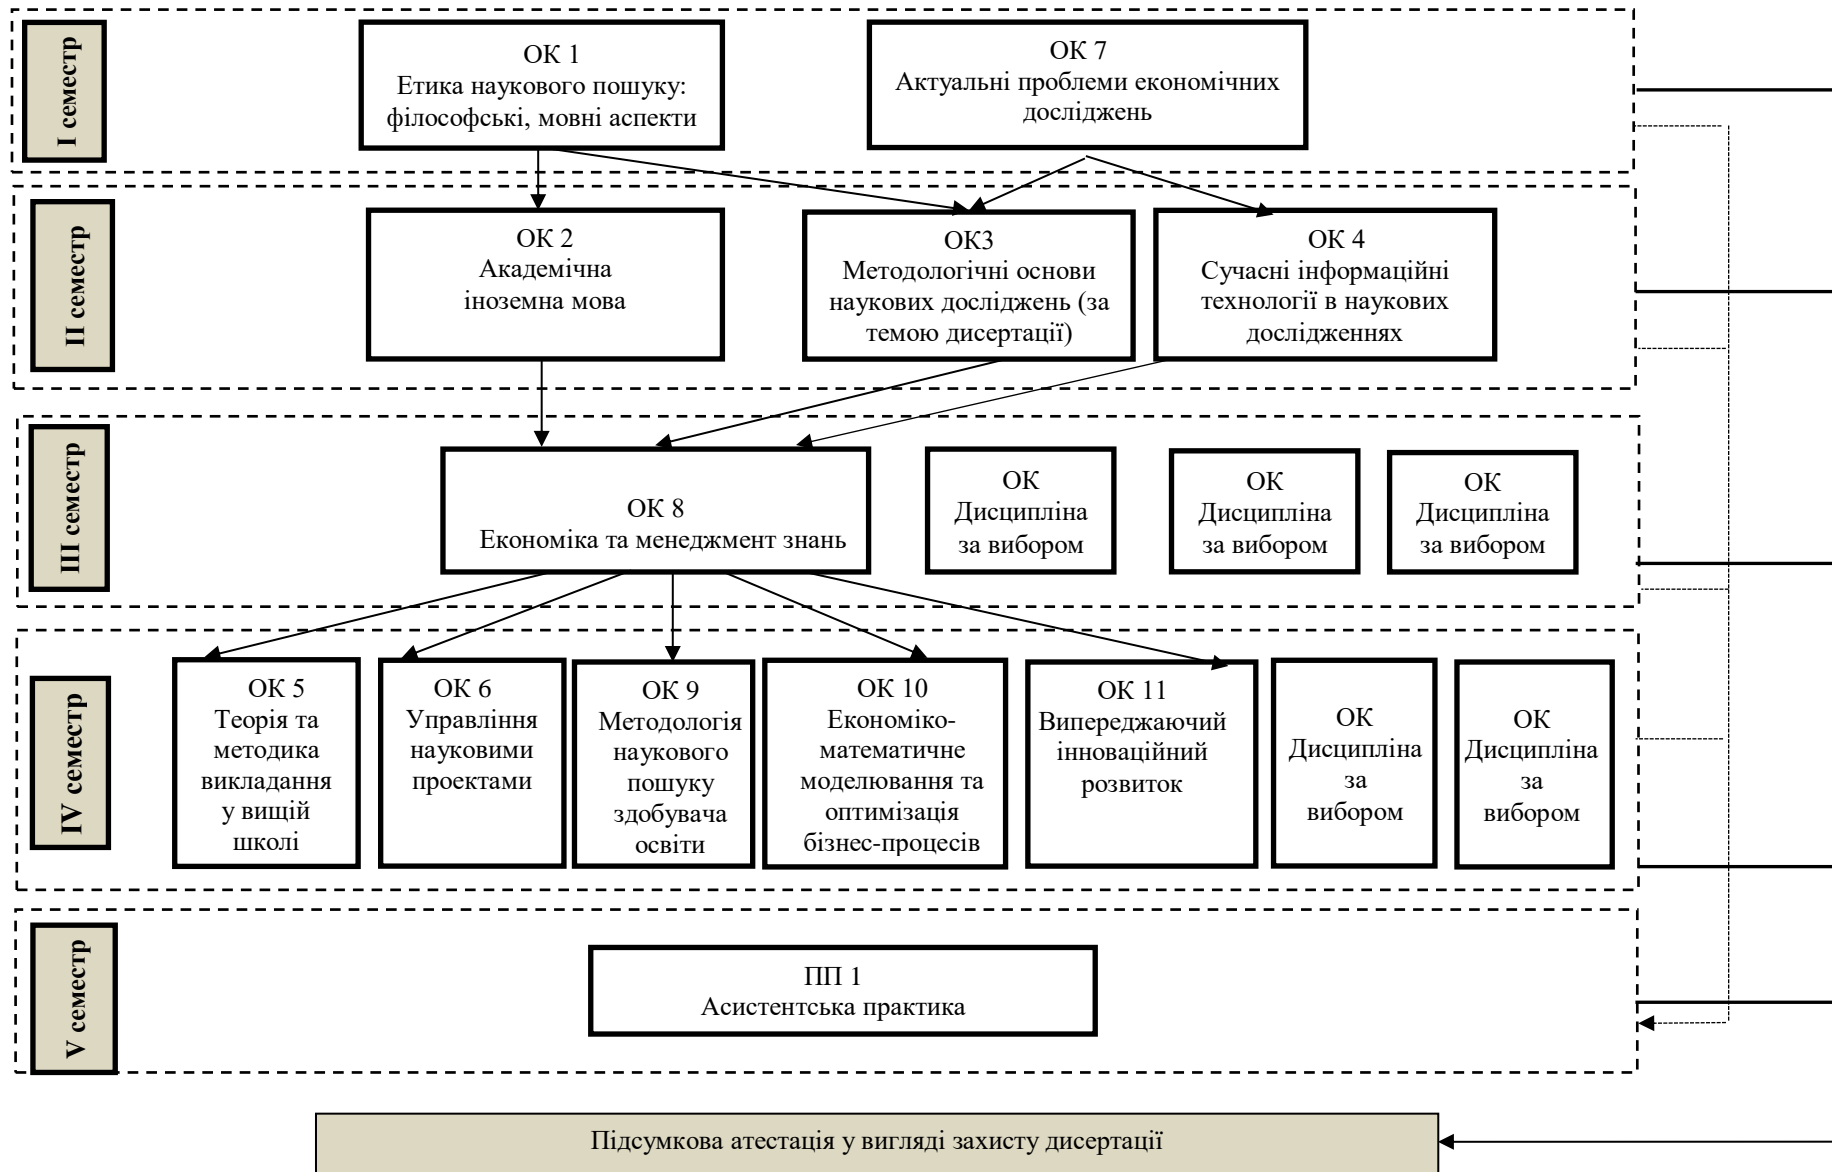 I семестр
ОК 1
Етика наукового пошуку:
філософські, мовні аспекти
ОК 7
Актуальні проблеми економічних
досліджень
II семестр
ОК 2
Академічна
іноземна мова
ОК3
Методологічні основи
наукових досліджень (за
темою дисертації)
ОК 4
Сучасні інформаційні
технології в наукових
дослідженнях
III семестр
ОК 8
Економіка та менеджмент знань
ОК
Дисципліна
за вибором
ОК
Дисципліна
за вибором
ОК
Дисципліна
за вибором
IV семестр
ОК 5
Теорія та
методика
викладання
у вищій
школі
ОК 6
Управління
науковими
проектами
ОК 9
Методологія
наукового
пошуку
здобувача
освіти
ОК 10
Економіко-
математичне
моделювання та
оптимізація
бізнес-процесів
ОК 11
Випереджаючий
інноваційний
розвиток
ОК
Дисципліна
за
вибором
ОК
Дисципліна
за
вибором
V семестр
ПП 1
Асистентська практика
Підсумкова атестація у вигляді захисту дисертації